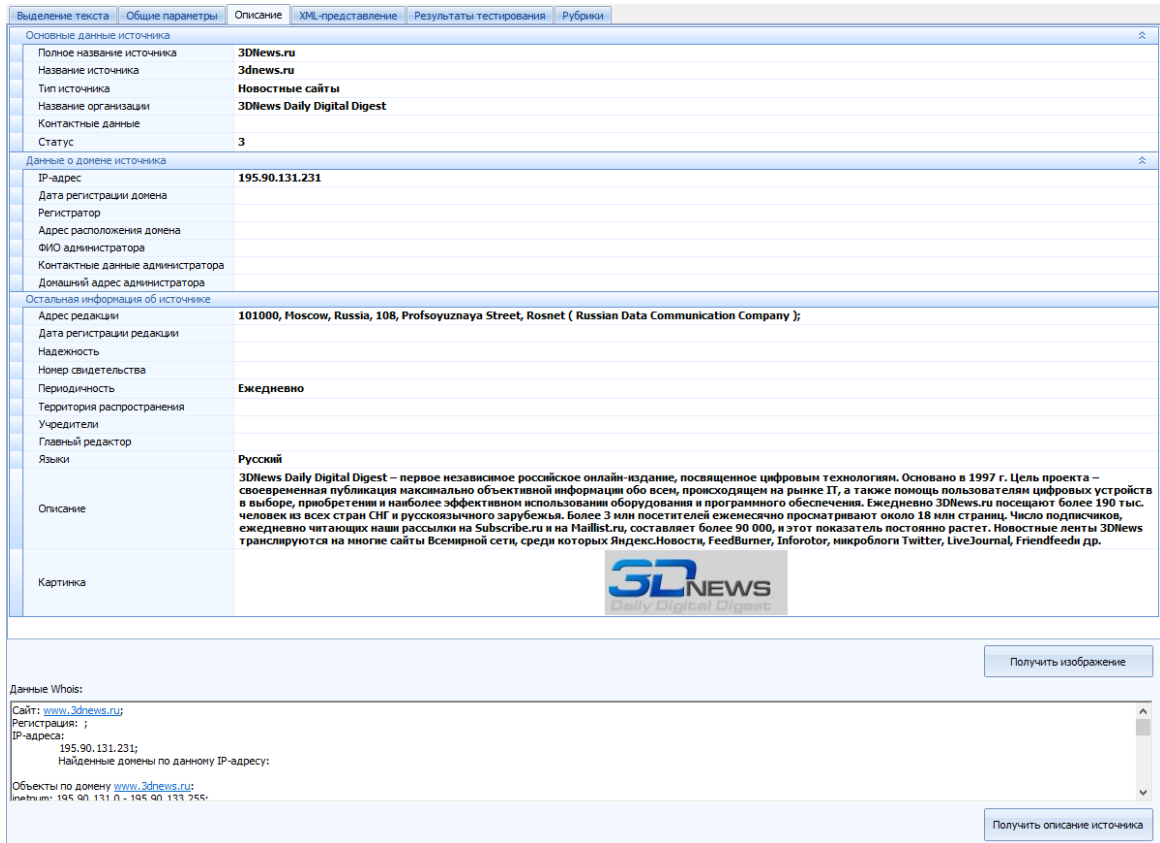 Выделение текста Общие параметры Описание XML-представление Результаты тестирования Рубрики
Основные данные источника
Полное название источника 3DNews.ru
Название источника 3dnews.ru
Тип источника Новостные сайты
Название организации 3DNews Daily Digital Digest
Контактные данные
Статус 3
Данные о домене источника
IP-адрес 195.90.131.231
Дата регистрации домена
Регистратор
Адрес расположения домена
ФИО администратора
Контактные данные администратора
Домашний адрес администратора
Остальная информация об источнике
Адрес редакции 101000, Moscow, Russia, 108, Profsoyuznaya Street, Rosnet ( Russian Data Communication Company );
Дата регистрации редакции
Надежность
Номер свидетельства
Периодичность Ежедневно
Территория распространения
Учредители
Главный редактор
Языки Русский
Описание
3DNews Daily Digital Digest – первое независимое российское онлайн-издание, посвященное цифровым технологиям. Основано в 1997 г. Цель проекта –
своевременная публикация максимально объективной информации обо всем, происходящем на рынке IT, а также помощь пользователям цифровых устройств
в выборе, приобретении и наиболее эффективном использовании оборудования и программного обеспечения. Ежедневно 3DNews.ru посещают более 190 тыс.
человек из всех стран СНГ и русскоязычного зарубежья. Более 3 млн посетителей ежемесячно просматривают около 18 млн страниц. Число подписчиков,
ежедневно читающих наши рассылки на Subscribe.ru и на Maillist.ru, составляет более 90 000, и этот показатель постоянно растет. Новостные ленты 3DNews
транслируются на многие сайты Всемирной сети, среди которых Яндекс.Новости, FeedBurner, Inforotor, микроблоги Twitter, LiveJournal, Friendfeedи др.
Картинка
3DNEWS
Daily Digital Digest
Получить изображение
Данные Whois:
Сайт: www.3dnews.ru;
Регистрация: ;
IP-адреса:
195.90.131.231;
Найденные домены по данному IP-адресу:
Объекты по домену www.3dnews.ru:
inetnum: 195.90.131.0 - 195.90.133.255;
Получить описание источника